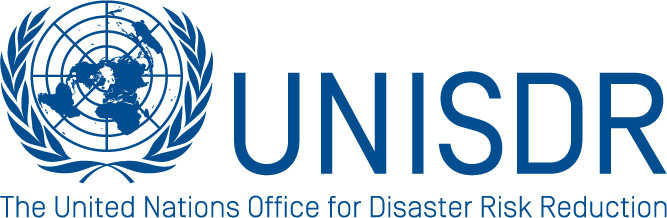 UNISDR
The United Nations Office for Disaster Risk Reduction